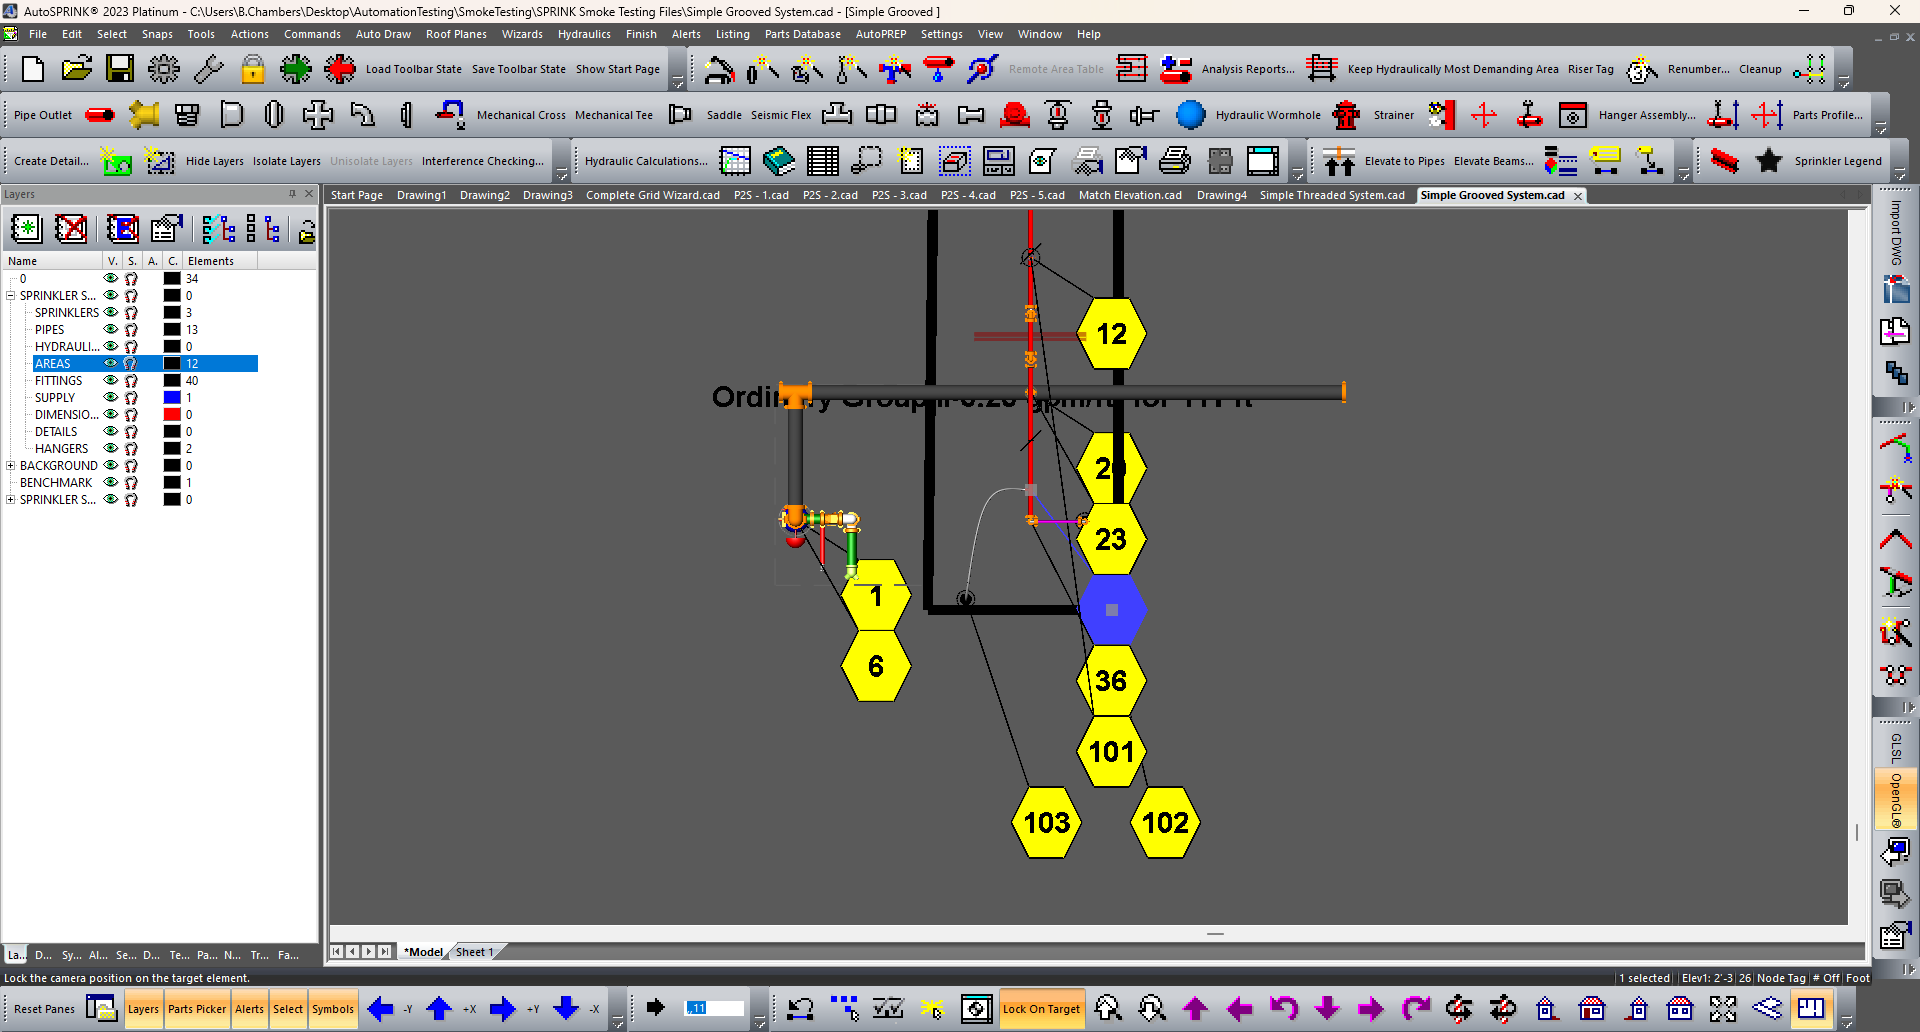 AutoSPRINK® 2023 Platinum - C:\Users\B.Chambers\Desktop\AutomationTesting\SmokeTesting\SPRINK Smoke Testing Files\Simple Grooved System.cad - [Simple Grooved ]
File Edit Select Snaps Tools Actions Commands Auto Draw Roof Planes Wizards Hydraulics Finish Alerts Listing Parts Database AutoPREP Settings View Window Help
Load Toolbar State Save Toolbar State Show Start Page Remote Area Table Analysis Reports... Keep Hydraulically Most Demanding Area Riser Tag Renumber... Cleanup
Pipe Outlet Mechanical Cross Mechanical Tee Saddle Seismic Flex Hydraulic Wormhole Strainer Hanger Assembly... Parts Profile...
Create Detail... Hide Layers Isolate Layers Unisolate Layers Interference Checking... Hydraulic Calculations... Elevate to Pipes Elevate Beams... Sprinkler Legend
Layers
Start Page Drawing1 Drawing2 Drawing3 Complete Grid Wizard.cad P2S - 1.cad P2S - 2.cad P2S - 3.cad P2S - 4.cad P2S - 5.cad Match Elevation.cad Drawing4 Simple Threaded System.cad Simple Grooved System.cad
Name V. S. A. C. Elements
0 34
SPRINKLER S... 0
SPRINKLERS 3
PIPES 13
HYDRAULI... 0
AREAS 12
FITTINGS 40
SUPPLY 1
DIMENSIO... 0
DETAILS 0
HANGERS 2
BACKGROUND 0
BENCHMARK 1
SPRINKLER S... 0
12
23
1
6
36
101
103
102
Import DWG
GLSL
OpenGL®
La... D... Sy... Al... Se... D... Te... Pa... N... Tr... Fa...
*Model Sheet 1
Lock the camera position on the target element.
1 selected Elev1: 2'-3 26 Node Tag # Off Foot
Reset Panes Layers Parts Picker Alerts Select Symbols -Y +X +Y -X ,,11 Lock On Target